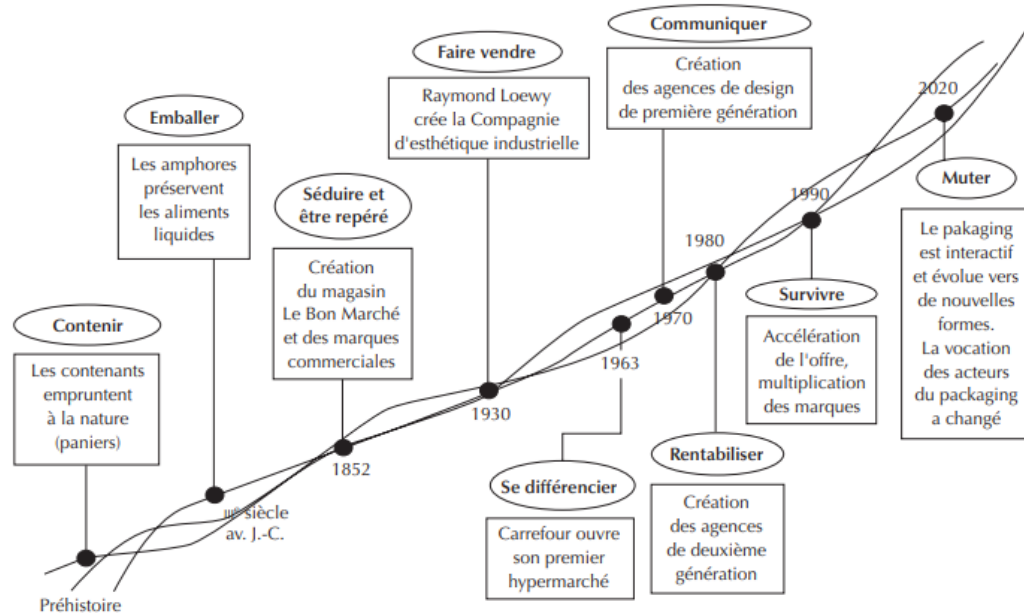 Contenir
Les contenants
empruntent
à la nature
(paniers)
Préhistoire
Emballer
Les amphores
préservent
les aliments
liquides
IIIe siècle
av. J.-C.
Séduire et
être repéré
Création
du magasin
Le Bon Marché
et des marques
commerciales
1852
Faire vendre
Raymond Loewy
crée la Compagnie
d'esthétique industrielle
1930
1963
Se différencier
Carrefour ouvre
son premier
hypermarché
Communiquer
Création
des agences de design
de première génération
1970
1980
Rentabiliser
Création
des agences
de deuxième
génération
1990
Survivre
Accélération
de l'offre,
multiplication
des marques
2020
Muter
Le pakaging
est interactif
et évolue vers
de nouvelles
formes.
La vocation
des acteurs
du packaging
a changé